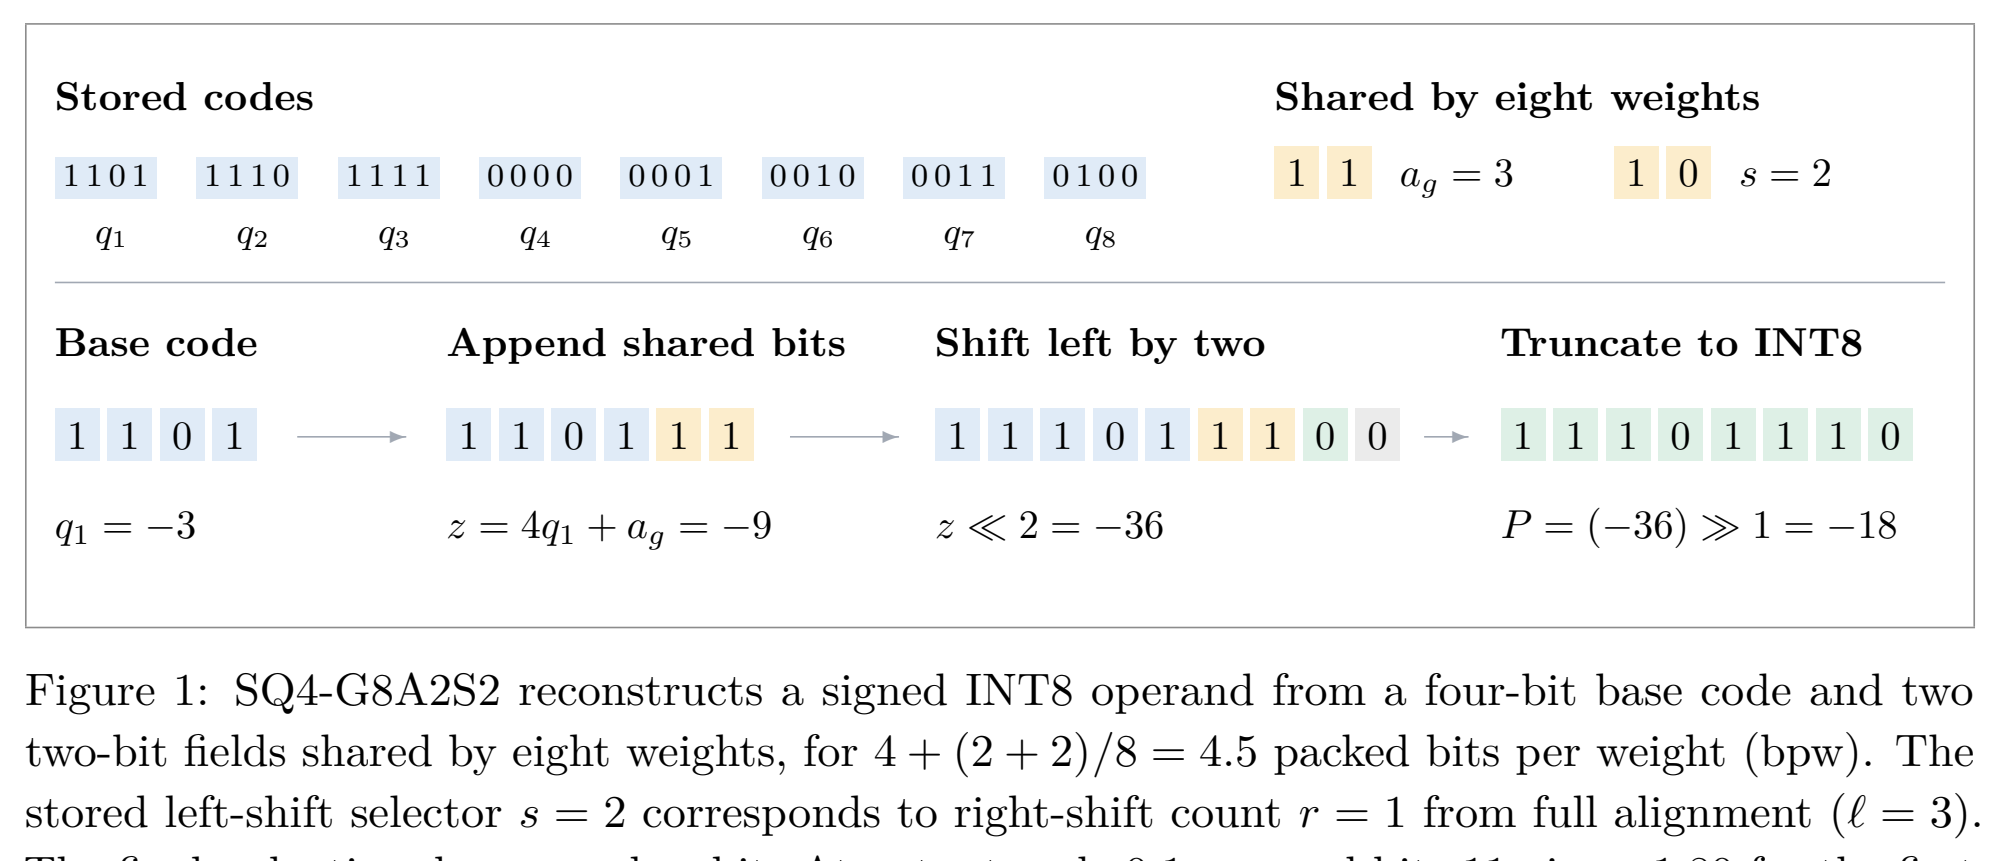 Stored codes Shared by eight weights
1101 1110 1111 0000 0001 0010 0011 0100 1 1 a_g = 3 1 0 s = 2
q₁ q₂ q₃ q₄ q₅ q₆ q₇ q₈
Base code Append shared bits Shift left by two Truncate to INT8
1 1 0 1 1 1 0 1 1 1 1 1 1 0 1 1 1 0 0 1 1 1 0 1 1 1 0
q₁ = −3 z = 4q₁ + a_g = −9 z ≪ 2 = −36 P = (−36) ≫ 1 = −18
Figure 1: SQ4-G8A2S2 reconstructs a signed INT8 operand from a four-bit base code and two
two-bit fields shared by eight weights, for 4 + (2 + 2)/8 = 4.5 packed bits per weight (bpw). The
stored left-shift selector s = 2 corresponds to right-shift count r = 1 from full alignment (ℓ = 3).